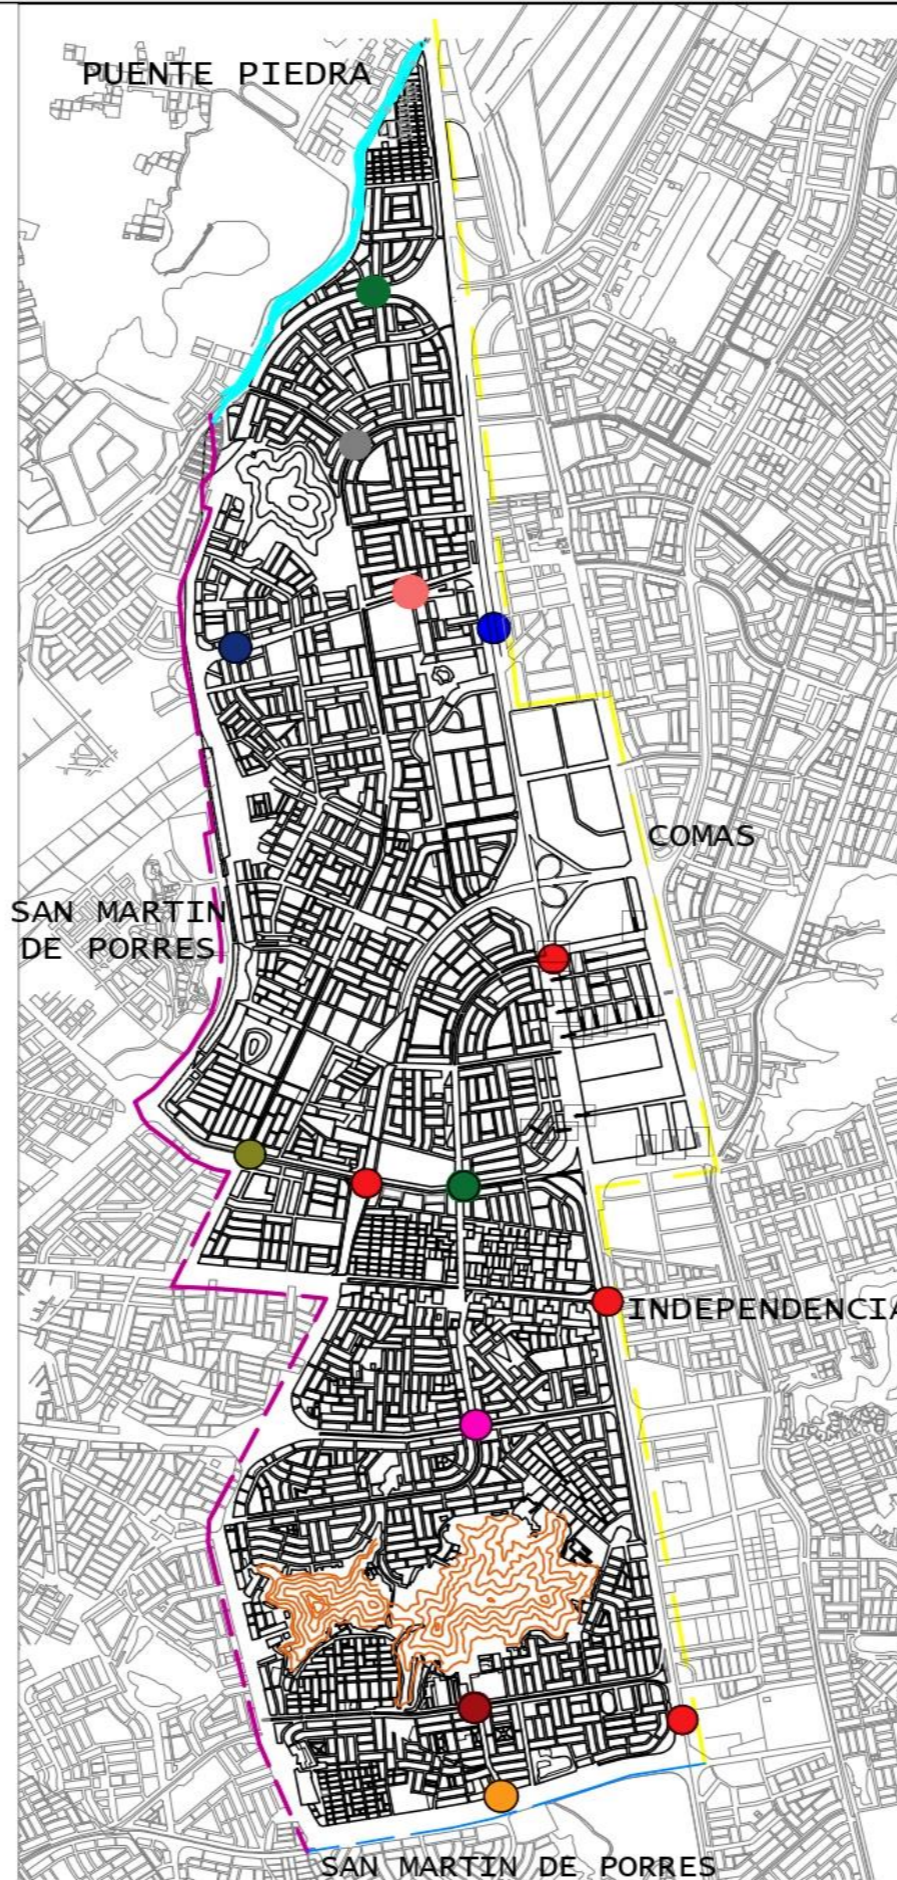 PUENTE PIEDRA
COMAS
SAN MARTIN
DE PORRES
INDEPENDENCIA
SAN MARTIN DE PORRES